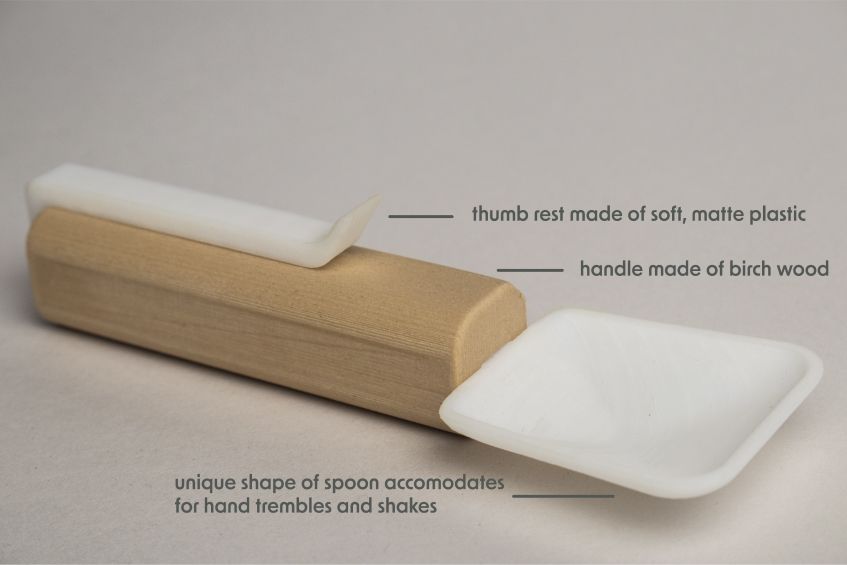 thumb rest made of soft, matte plastic
handle made of birch wood
unique shape of spoon accomodates
for hand trembles and shakes